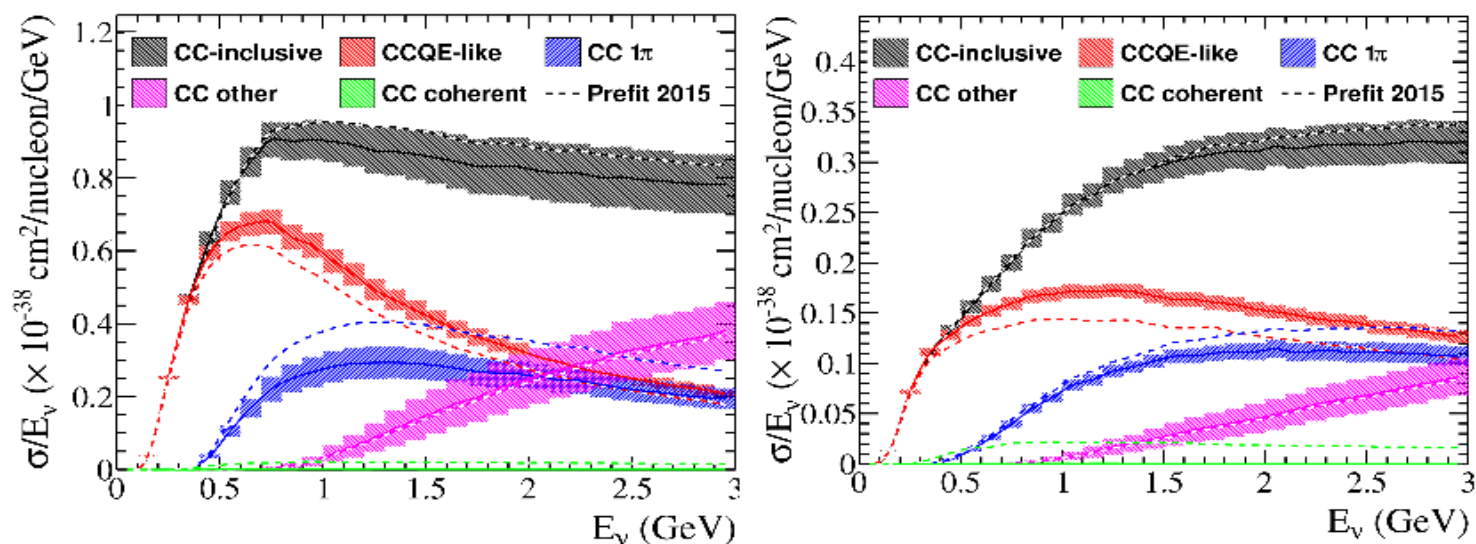 σ/Eν (× 10⁻³⁸ cm²/nucleon/GeV)
1.2
1
0.8
0.6
0.4
0.2
0
CC-inclusive CCQE-like CC 1π
CC other CC coherent Prefit 2015
0 0.5 1 1.5 2 2.5 3
Eν (GeV)
σ/Eν (× 10⁻³⁸ cm²/nucleon/GeV)
0.4
0.35
0.3
0.25
0.2
0.15
0.1
0.05
0
CC-inclusive CCQE-like CC 1π
CC other CC coherent Prefit 2015
0 0.5 1 1.5 2 2.5 3
Eν (GeV)